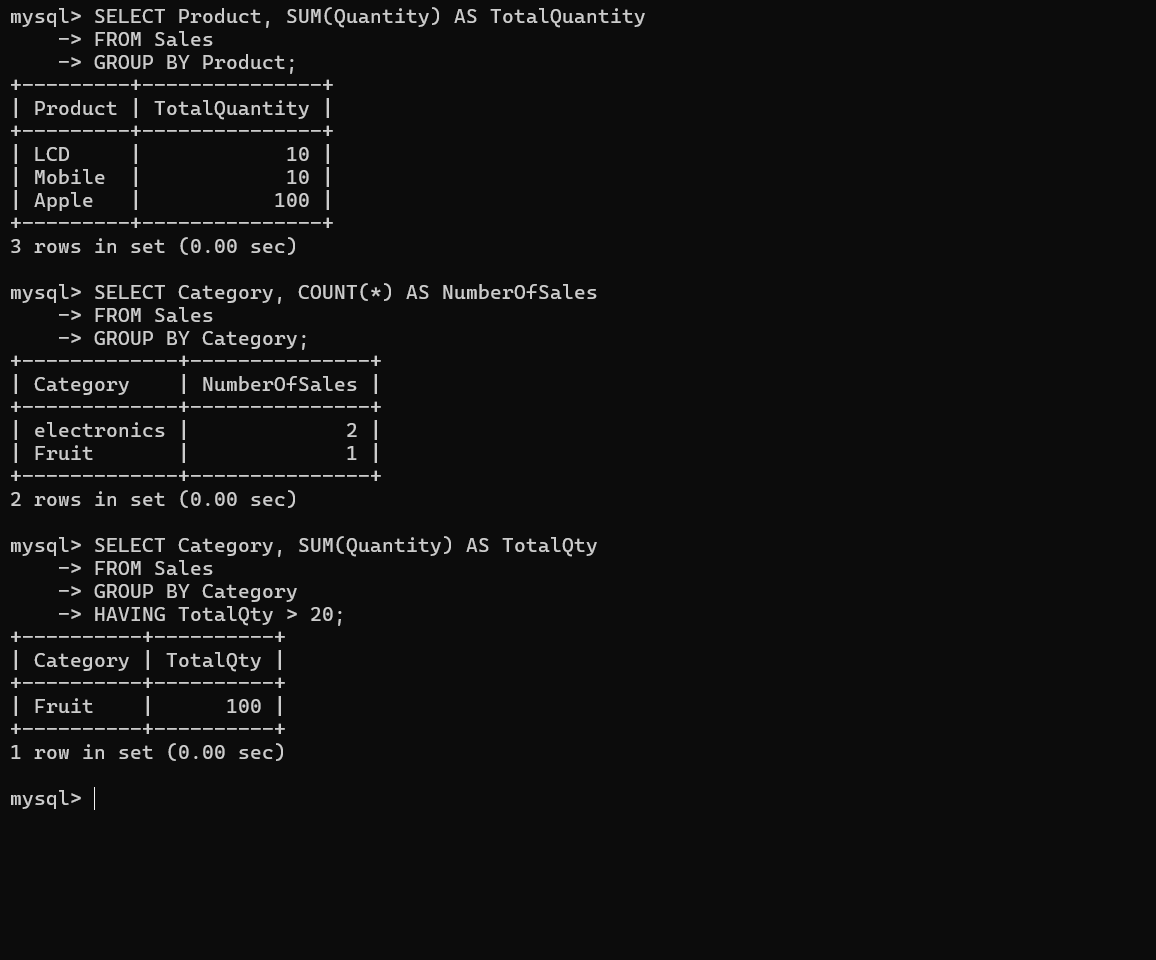 mysql> SELECT Product, SUM(Quantity) AS TotalQuantity
    -> FROM Sales
    -> GROUP BY Product;
+---------+---------------+
| Product | TotalQuantity |
+---------+---------------+
| LCD     |            10 |
| Mobile  |            10 |
| Apple   |           100 |
+---------+---------------+
3 rows in set (0.00 sec)

mysql> SELECT Category, COUNT(*) AS NumberOfSales
    -> FROM Sales
    -> GROUP BY Category;
+-------------+---------------+
| Category    | NumberOfSales |
+-------------+---------------+
| electronics |             2 |
| Fruit       |             1 |
+-------------+---------------+
2 rows in set (0.00 sec)

mysql> SELECT Category, SUM(Quantity) AS TotalQty
    -> FROM Sales
    -> GROUP BY Category
    -> HAVING TotalQty > 20;
+----------+----------+
| Category | TotalQty |
+----------+----------+
| Fruit    |      100 |
+----------+----------+
1 row in set (0.00 sec)

mysql>